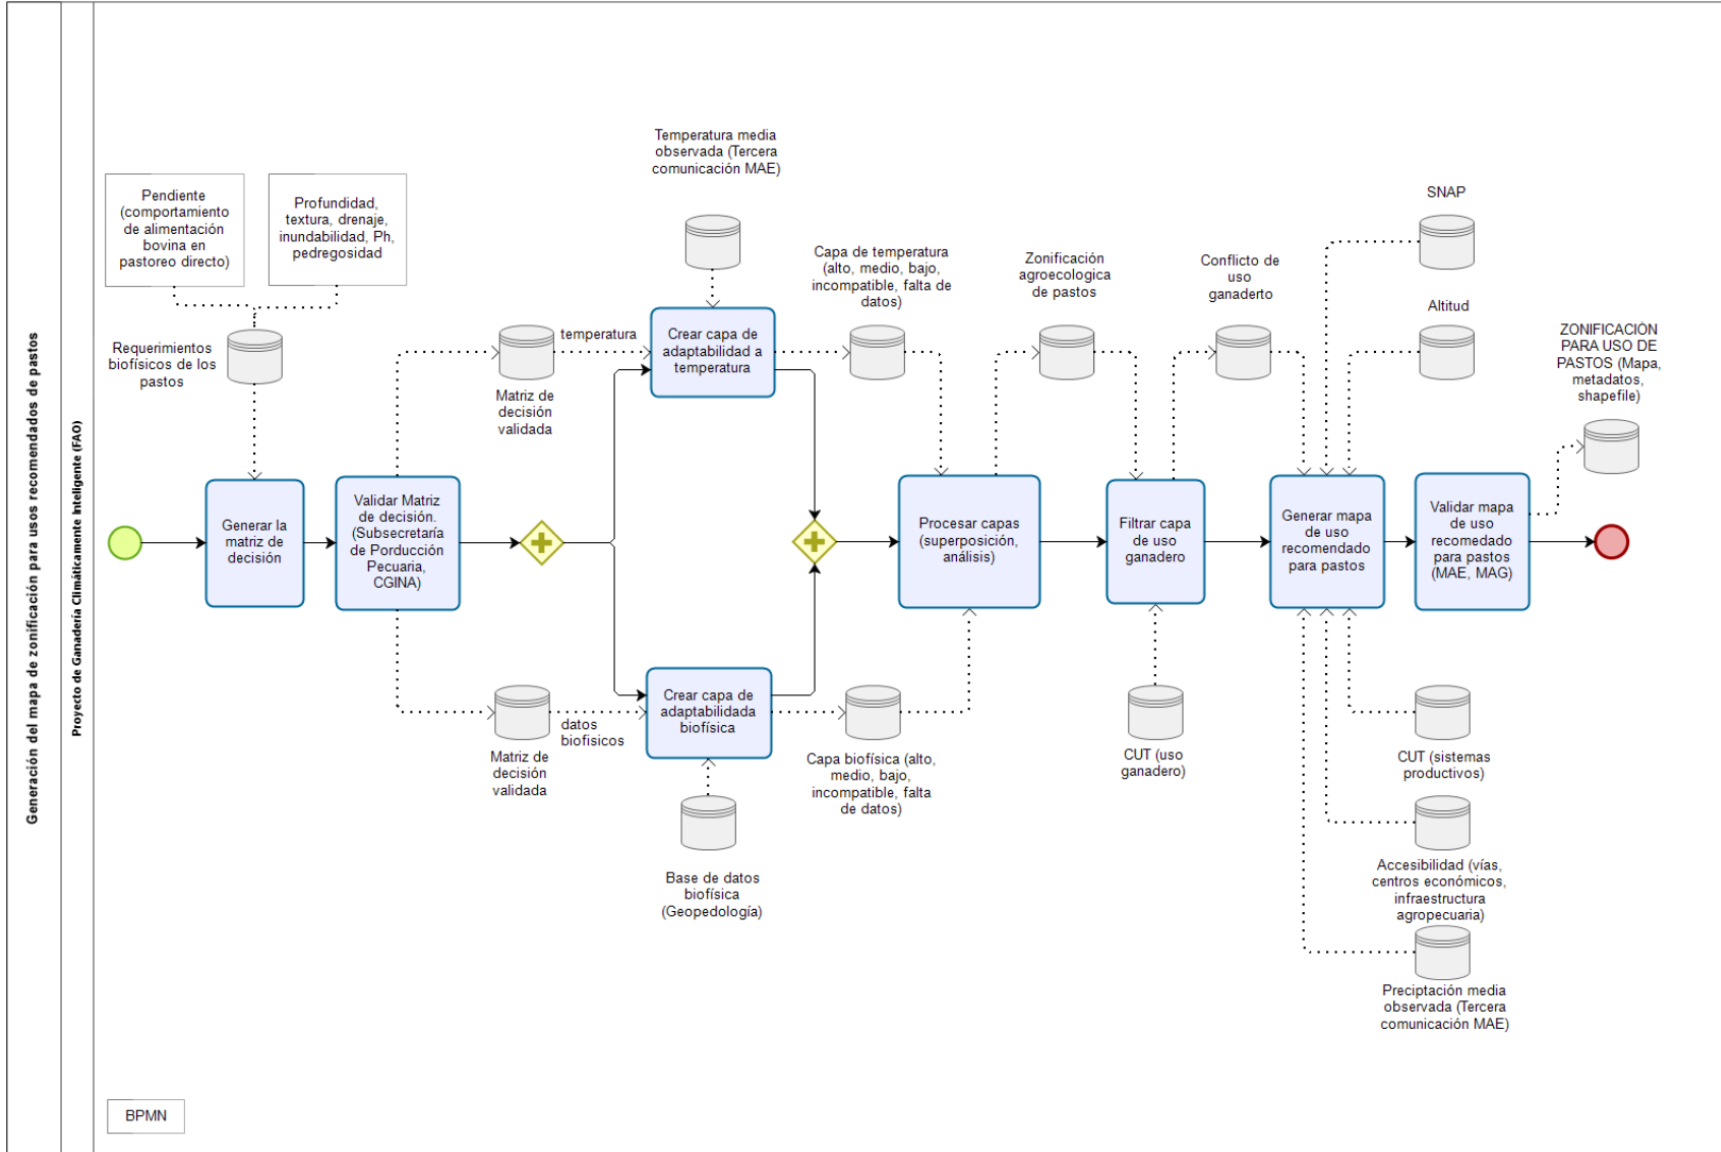 Generación del mapa de zonificación para usos recomendados de pastos
Proyecto de Ganadería Climáticamente Inteligente (FAO)
Pendiente
(comportamiento
de alimentación
bovina en
pastoreo directo)
Profundidad,
textura, drenaje,
inundabilidad, Ph,
pedregosidad
Requerimientos
biofísicos de los
pastos
Generar la
matriz de
decisión
Validar Matriz
de decisión.
(Subsecretaría
de Porducción
Pecuaria,
CGINA)
Matriz de
decisión
validada
temperatura
Matriz de
decisión
validada
datos
biofisicos
Temperatura media
observada (Tercera
comunicación MAE)
Crear capa de
adaptabilidad a
temperatura
Crear capa de
adaptabilidada
biofísica
Base de datos
biofísica
(Geopedología)
Capa de temperatura
(alto, medio, bajo,
incompatible, falta de
datos)
Capa biofísica (alto,
medio, bajo,
incompatible, falta
de datos)
Procesar capas
(superposición,
análisis)
Zonificación
agroecologica
de pastos
Filtrar capa
de uso
ganadero
CUT (uso
ganadero)
Conflicto de
uso
ganaderto
Generar mapa
de uso
recomendado
para pastos
SNAP
Altitud
CUT (sistemas
productivos)
Accesibilidad (vías,
centros económicos,
infraestructura
agropecuaria)
Preciptación media
observada (Tercera
comunicación MAE)
Validar mapa
de uso
recomedado
para pastos
(MAE, MAG)
ZONIFICACIÓN
PARA USO DE
PASTOS (Mapa,
metadatos,
shapefile)
BPMN